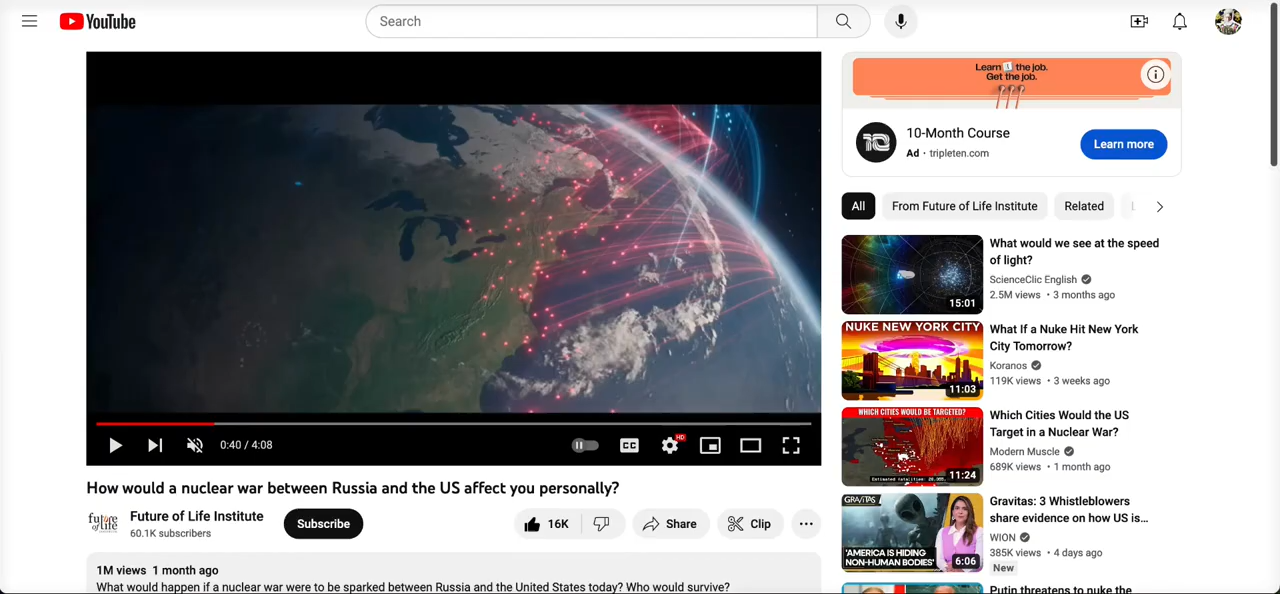 YouTube
Search
Learn the job.
Get the job.
10-Month Course
Ad · tripleten.com
Learn more
All
From Future of Life Institute
Related
What would we see at the speed
of light?
ScienceClic English
2.5M views • 3 months ago
15:01
NUKE NEW YORK CITY
11:03
What If a Nuke Hit New York
City Tomorrow?
Koranos
119K views • 3 weeks ago
WHICH CITIES WOULD BE TARGETED?
11:24
Which Cities Would the US
Target in a Nuclear War?
Modern Muscle
689K views • 1 month ago
GRAVITAS
'AMERICA IS HIDING
NON-HUMAN BODIES'
6:06
Gravitas: 3 Whistleblowers
share evidence on how US is...
WION
385K views • 4 days ago
New
Putin threatens to nuke the
0:40 / 4:08
CC
HD
How would a nuclear war between Russia and the US affect you personally?
future
of life
Future of Life Institute
60.1K subscribers
Subscribe
16K
Share
Clip
1M views 1 month ago
What would happen if a nuclear war were to be sparked between Russia and the United States today? Who would survive?